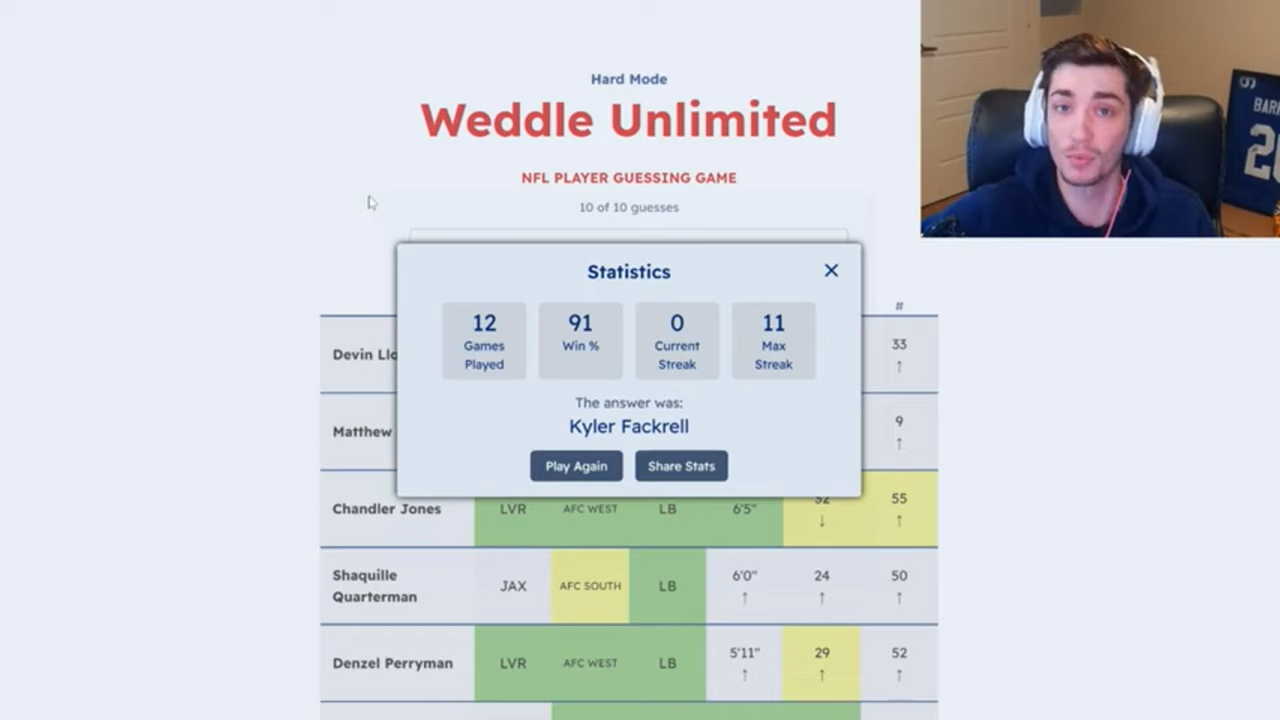 Hard Mode
Weddle Unlimited
NFL PLAYER GUESSING GAME
10 of 10 guesses
Statistics
12
Games
Played
91
Win %
0
Current
Streak
11
Max
Streak
The answer was:
Kyler Fackrell
Play Again
Share Stats
#
Devin
33
↑
Matthew
9
↑
Chandler Jones LVR AFC WEST LB 6'5" 32 55
↓ ↑
Shaquille
Quarterman
JAX AFC SOUTH LB 6'0" 24 50
↑ ↑ ↑
Denzel Perryman LVR AFC WEST LB 5'11" 29 52
↑ ↑ ↑